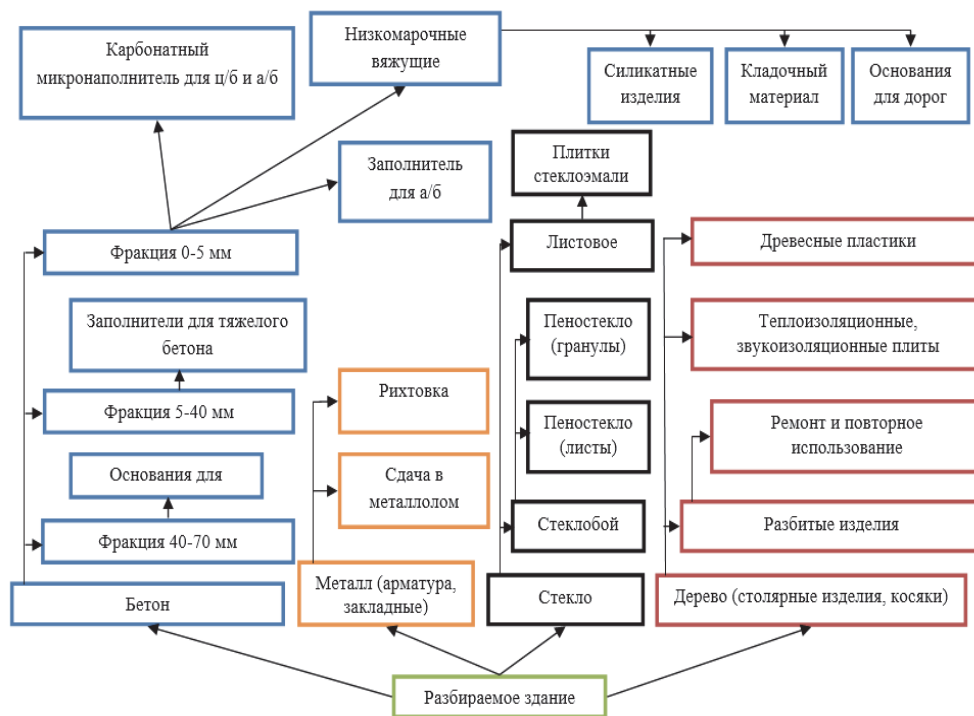 Карбонатный
микронаполнитель для ц/б и а/б
Низкомарочные
вяжущие
Силикатные
изделия
Кладочный
материал
Основания
для дорог
Заполнитель
для а/б
Плитки
стеклоэмали
Фракция 0-5 мм
Листовое
Древесные пластики
Заполнители для тяжелого
бетона
Пеностекло
(гранулы)
Теплоизоляционные,
звукоизоляционные плиты
Фракция 5-40 мм
Рихтовка
Пеностекло
(листы)
Ремонт и повторное
использование
Основания для
Сдача в
металлолом
Фракция 40-70 мм
Стеклобой
Разбитые изделия
Бетон
Металл (арматура,
закладные)
Стекло
Дерево (столярные изделия, косяки)
Разбираемое здание